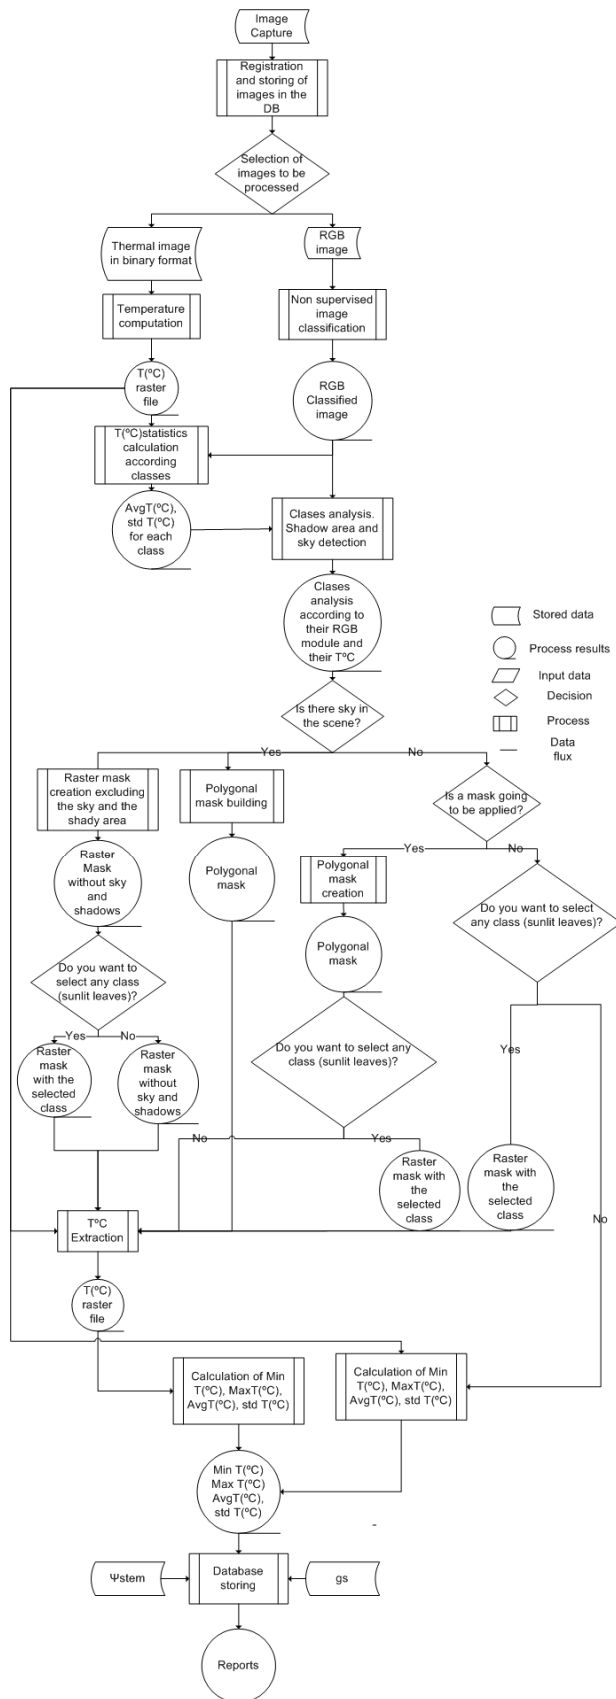 Image
Capture
Registration
and storing of
images in the
DB
Selection of
images to be
processed
Thermal image
in binary format
RGB
image
Temperature
computation
Non supervised
image
classification
T(ºC)
raster
file
RGB
Classified
image
T(ºC)statistics
calculation
according
classes
AvgT(ºC),
std T(ºC)
for each
class
Clases analysis.
Shadow area and
sky detection
Clases
analysis
according to
their RGB
module and
their TºC
Stored data
Process results
Input data
Decision
Process
Data
flux
Is there sky in
the scene?
Yes
No
Raster mask
creation excluding
the sky and the
shady area
Polygonal
mask building
Is a mask going
to be applied?
Raster
Mask
without sky
and
shadows
Polygonal
mask
Yes
No
Polygonal
mask
creation
Do you want to select
any class (sunlit leaves)?
Polygonal
mask
Do you want to
select any class
(sunlit leaves)?
Yes
No
Do you want to select any
class (sunlit leaves)?
Yes
Raster
mask
with the
selected
class
Raster
mask
without
sky and
shadows
No
Yes
Raster
mask with
the
selected
class
Raster
mask with
the
selected
class
No
TºC
Extraction
T(ºC)
raster
file
Calculation of Min
T(ºC), MaxT(ºC),
AvgT(ºC), std T(ºC)
Calculation of Min
T(ºC), MaxT(ºC),
AvgT(ºC), std T(ºC)
Min T(ºC)
Max T(ºC)
AvgT(ºC),
std T(ºC)
Ψstem
Database
storing
gs
Reports